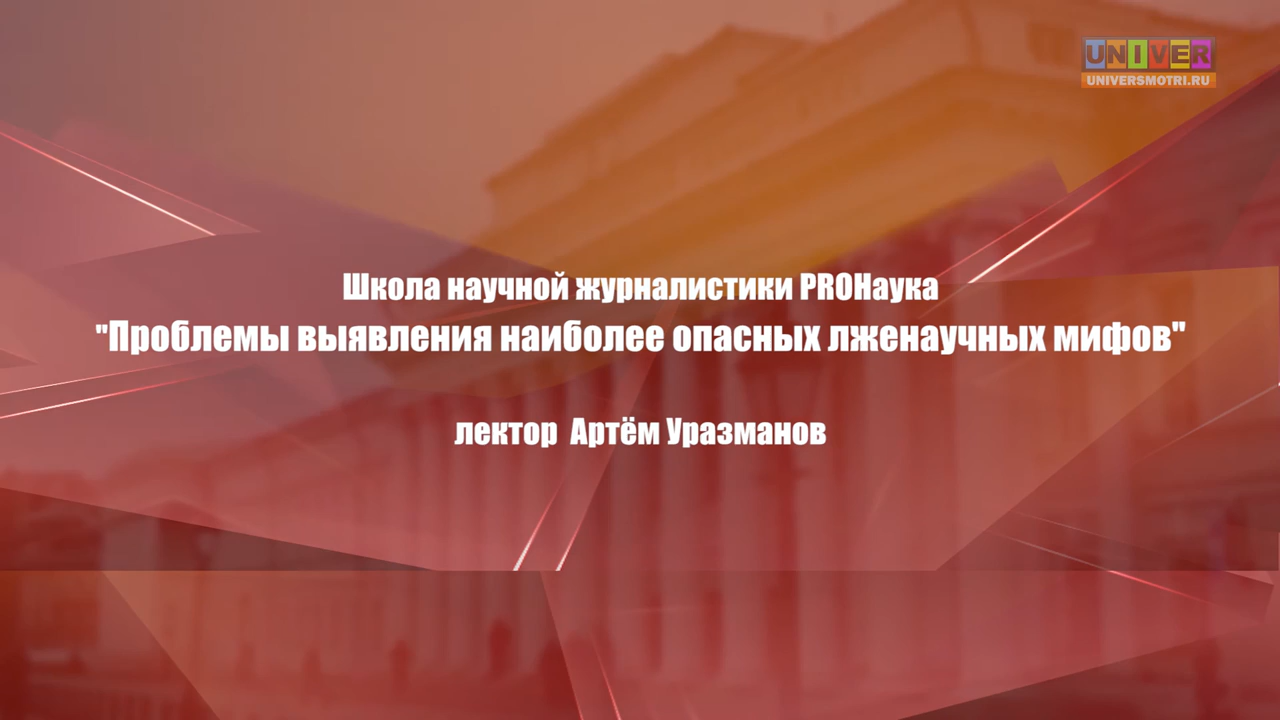 UNIVER
UNIVERSMOTRI.RU
Школа научной журналистики PROНаука
"Проблемы выявления наиболее опасных лженаучных мифов"
лектор Артём Уразманов